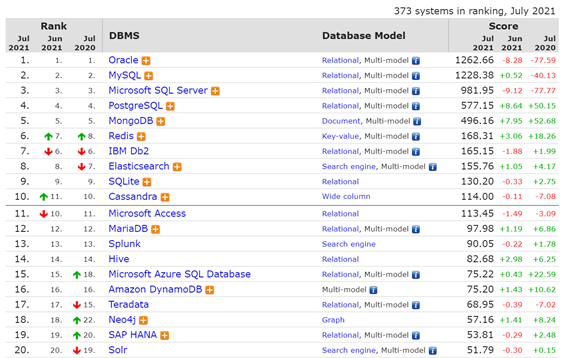 373 systems in ranking, July 2021
Rank DBMS Database Model Score
Jul 2021 Jun 2021 Jul 2020 Jul 2021 Jun 2021 Jul 2020
1. 1. 1. Oracle Relational, Multi-model 1262.66 -8.28 -77.59
2. 2. 2. MySQL Relational, Multi-model 1228.38 +0.52 -40.13
3. 3. 3. Microsoft SQL Server Relational, Multi-model 981.95 -9.12 -77.77
4. 4. 4. PostgreSQL Relational, Multi-model 577.15 +8.64 +50.15
5. 5. 5. MongoDB Document, Multi-model 496.16 +7.95 +52.68
6. 7. 8. Redis Key-value, Multi-model 168.31 +3.06 +18.26
7. 6. 6. IBM Db2 Relational, Multi-model 165.15 -1.88 +1.99
8. 8. 7. Elasticsearch Search engine, Multi-model 155.76 +1.05 +4.17
9. 9. 9. SQLite Relational 130.20 -0.33 +2.75
10. 11. 10. Cassandra Wide column 114.00 -0.11 -7.08
11. 10. 11. Microsoft Access Relational 113.45 -1.49 -3.09
12. 12. 12. MariaDB Relational, Multi-model 97.98 +1.19 +6.86
13. 13. 13. Splunk Search engine 90.05 -0.22 +1.78
14. 14. 14. Hive Relational 82.68 +2.98 +6.25
15. 15. 18. Microsoft Azure SQL Database Relational, Multi-model 75.22 +0.43 +22.59
16. 16. 16. Amazon DynamoDB Multi-model 75.20 +1.43 +10.62
17. 17. 15. Teradata Relational, Multi-model 68.95 -0.39 -7.02
18. 18. 22. Neo4j Graph 57.16 +1.41 +8.24
19. 19. 20. SAP HANA Relational, Multi-model 53.81 -0.29 +2.48
20. 20. 19. Solr Search engine, Multi-model 51.79 -0.30 +0.15